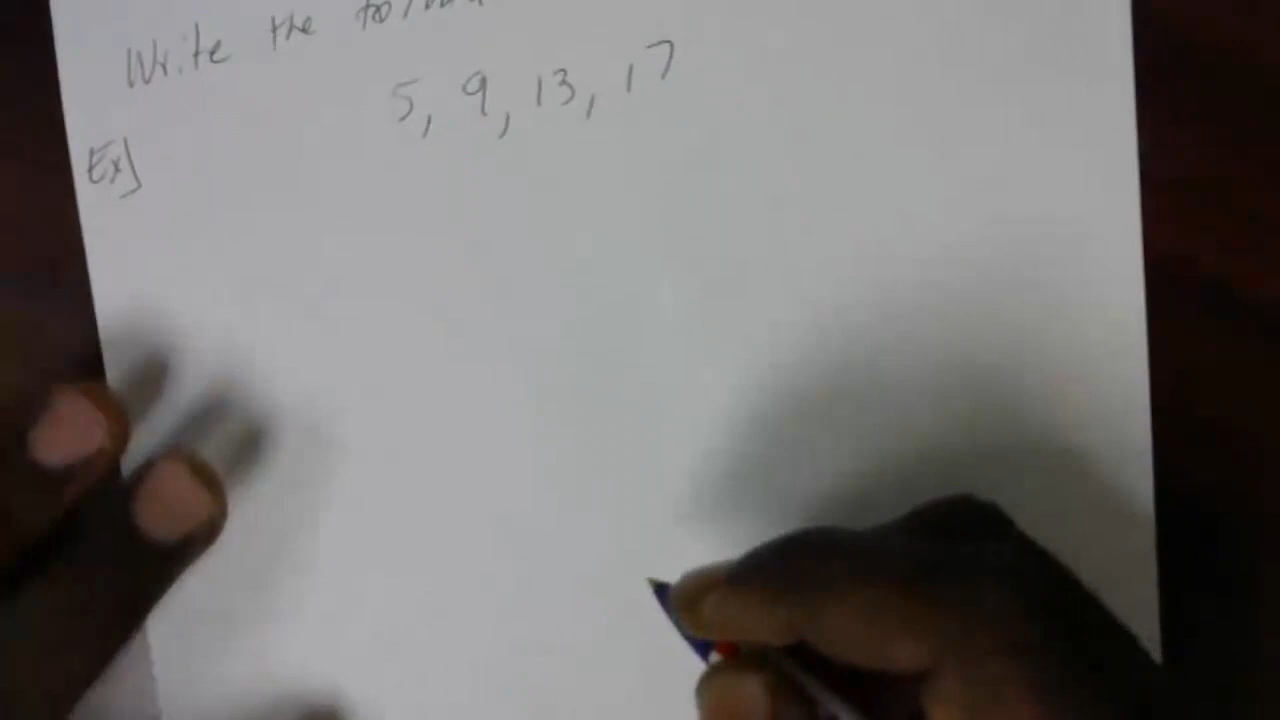 Write the
5, 9, 13, 17
Ex]